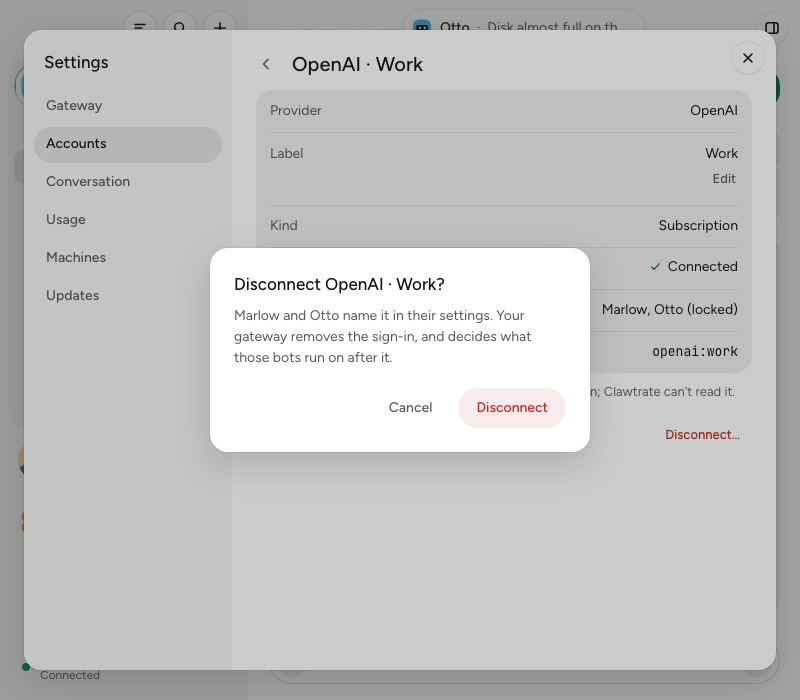 Otto · Disk almost full on th
Settings
Gateway
Accounts
Conversation
Usage
Machines
Updates
OpenAI · Work
Provider OpenAI
Label Work
Edit
Kind Subscription
Connected
Marlow, Otto (locked)
openai:work
n; Clawtrate can't read it.
Disconnect...
Disconnect OpenAI · Work?
Marlow and Otto name it in their settings. Your
gateway removes the sign-in, and decides what
those bots run on after it.
Cancel Disconnect
Connected